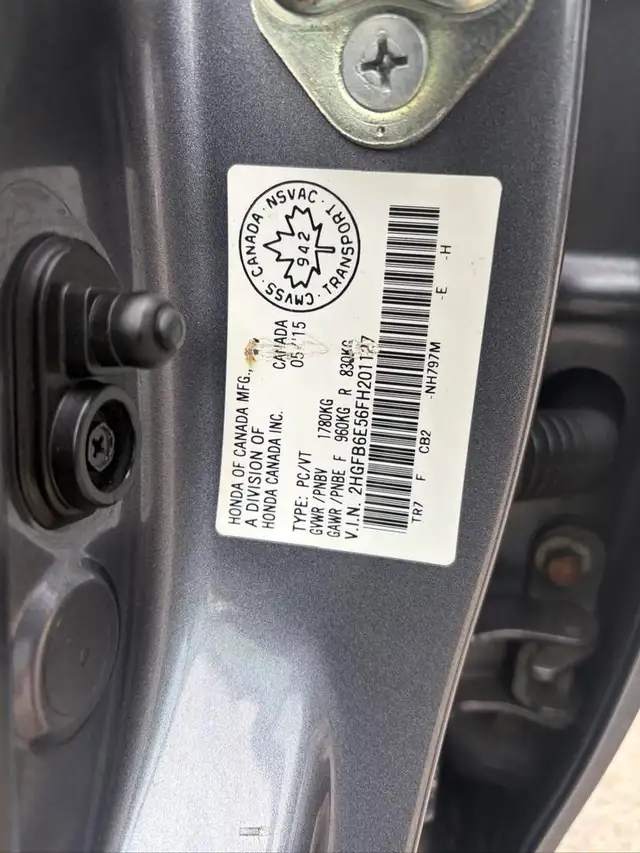 CMVSS · CANADA · NSVAC · TRANSPORT ·
942
HONDA OF CANADA MFG.,
A DIVISION OF
HONDA CANADA INC.
CANADA
15
TYPE: PC/VT
GVWR/PNBV 1780KG
GAWR/PNBE F 960KG R 830KG
V.I.N. 2HGFB6E56FH201127
TR7 F CB2 -NH797M -E -H